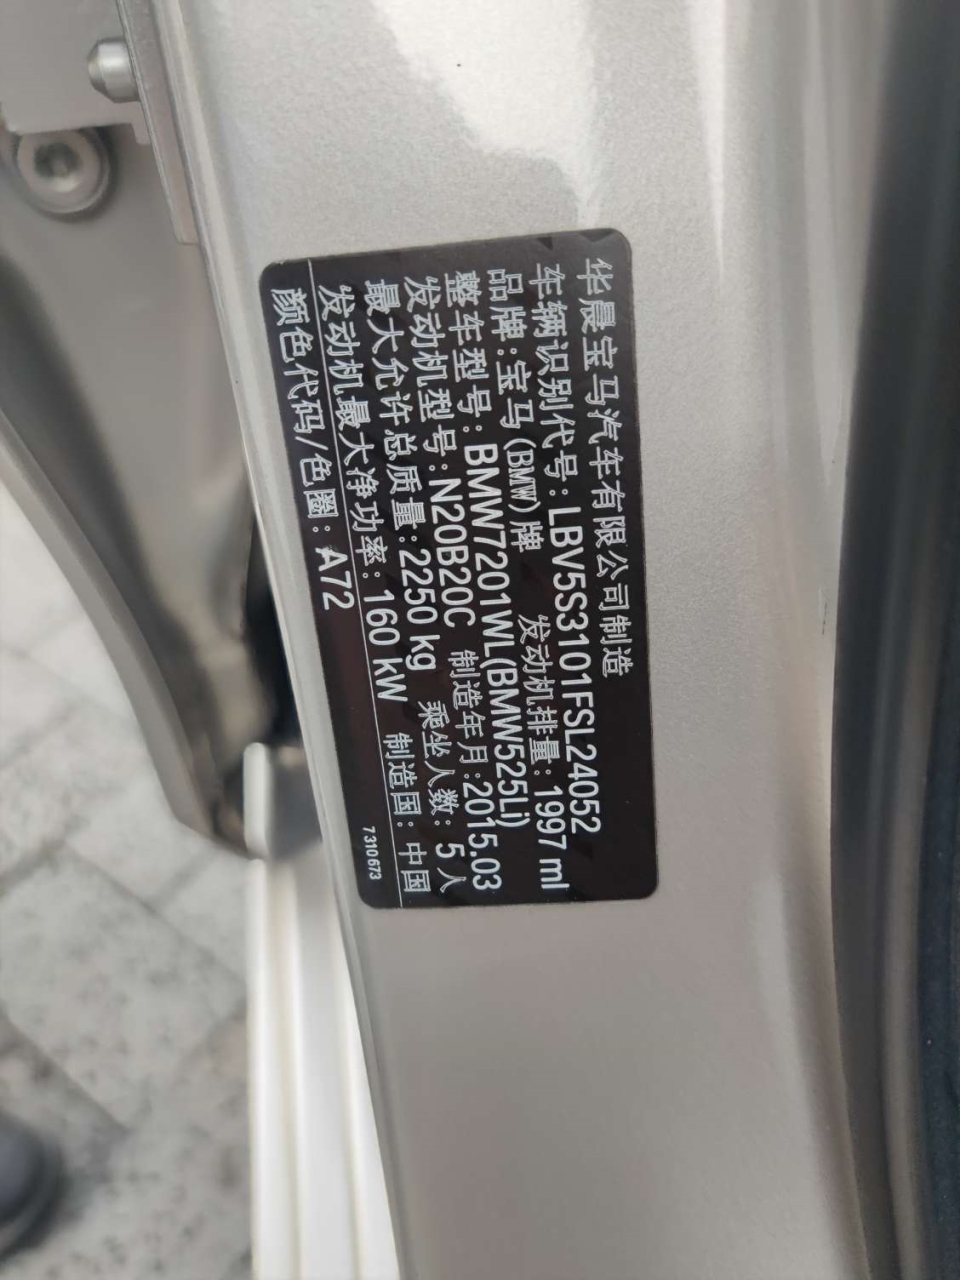 华晨宝马汽车有限公司制造
车辆识别代号:LBV5S3101FSL24052
品牌:宝马(BMW)牌 发动机排量:1997 ml
整车型号:BMW7201WL(BMW525Li)
发动机型号:N20B20C 制造年月:2015.03
最大允许总质量:2250 kg 乘坐人数:5人
发动机最大净功率:160 kW 制造国:中国
颜色代码/色圈:A72
7310673